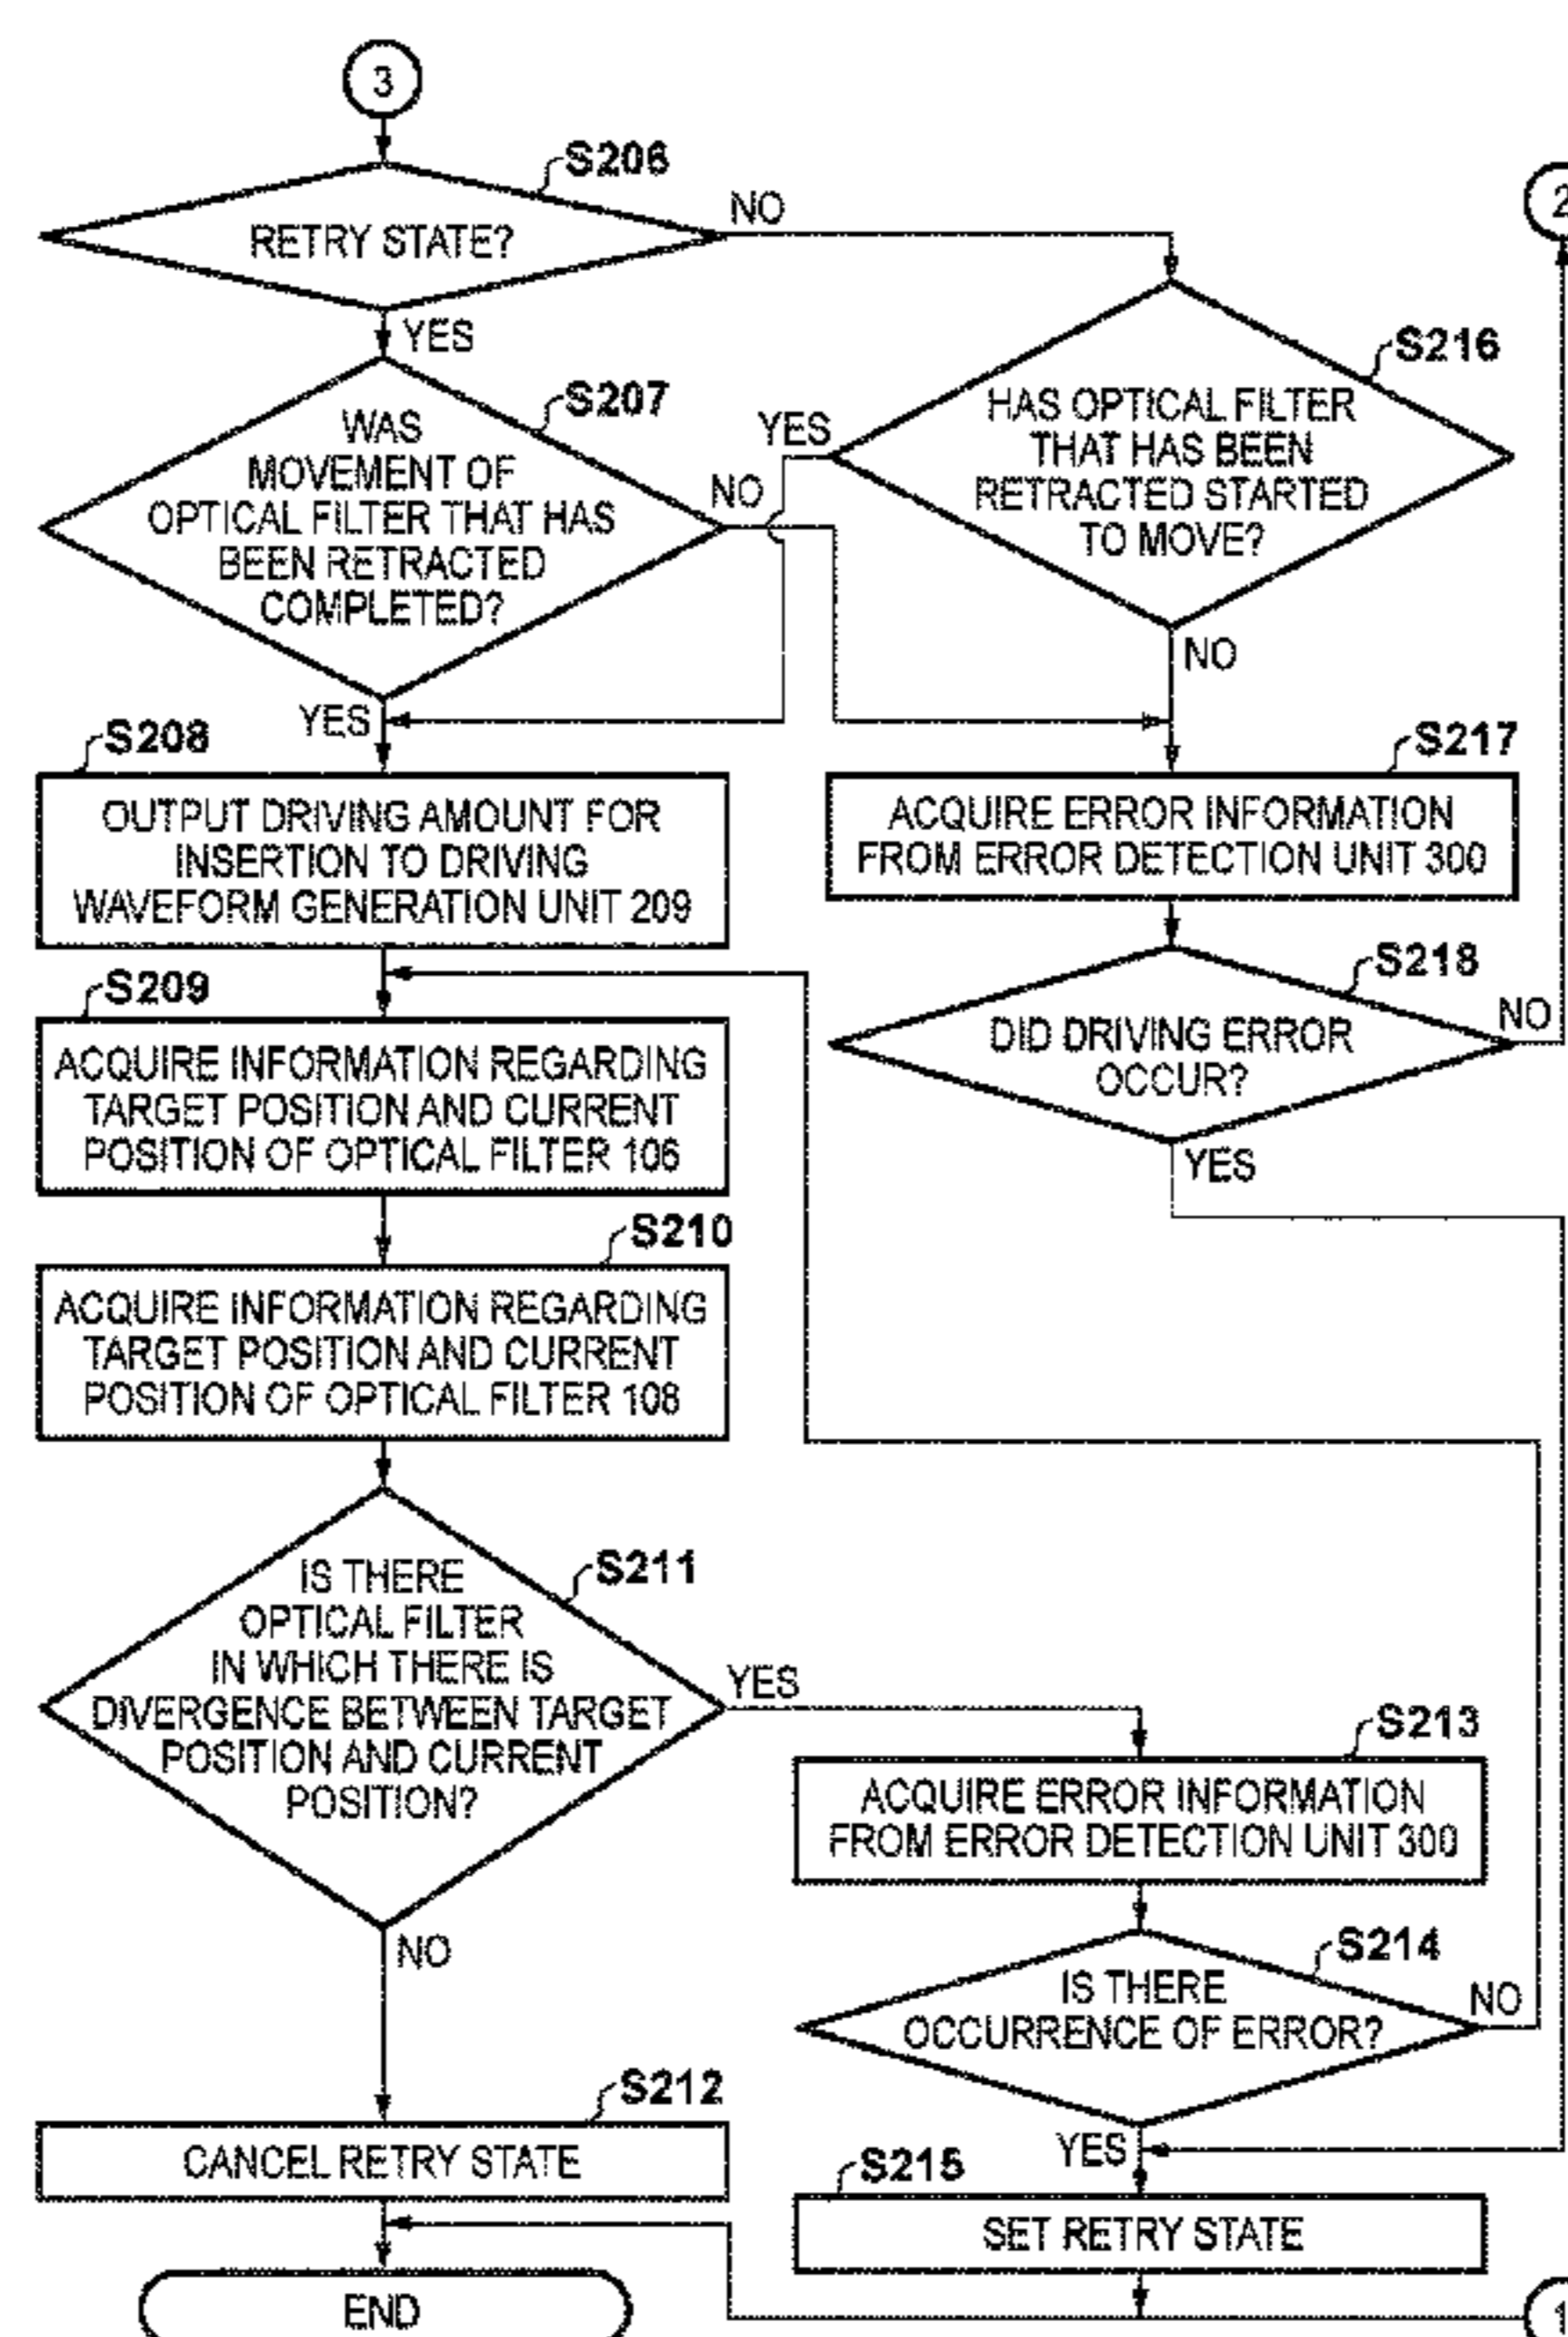 3
S206
RETRY STATE?
NO
YES
2
S207
WAS
MOVEMENT OF
OPTICAL FILTER THAT HAS
BEEN RETRACTED
COMPLETED?
NO
YES
S216
HAS OPTICAL FILTER
THAT HAS BEEN
RETRACTED STARTED
TO MOVE?
YES
NO
S208
OUTPUT DRIVING AMOUNT FOR
INSERTION TO DRIVING
WAVEFORM GENERATION UNIT 209
S217
ACQUIRE ERROR INFORMATION
FROM ERROR DETECTION UNIT 300
S218
DID DRIVING ERROR
OCCUR?
NO
YES
S209
ACQUIRE INFORMATION REGARDING
TARGET POSITION AND CURRENT
POSITION OF OPTICAL FILTER 106
S210
ACQUIRE INFORMATION REGARDING
TARGET POSITION AND CURRENT
POSITION OF OPTICAL FILTER 108
S211
IS THERE
OPTICAL FILTER
IN WHICH THERE IS
DIVERGENCE BETWEEN TARGET
POSITION AND CURRENT
POSITION?
YES
NO
S213
ACQUIRE ERROR INFORMATION
FROM ERROR DETECTION UNIT 300
S214
IS THERE
OCCURRENCE OF ERROR?
NO
YES
S212
CANCEL RETRY STATE
S215
SET RETRY STATE
END
1